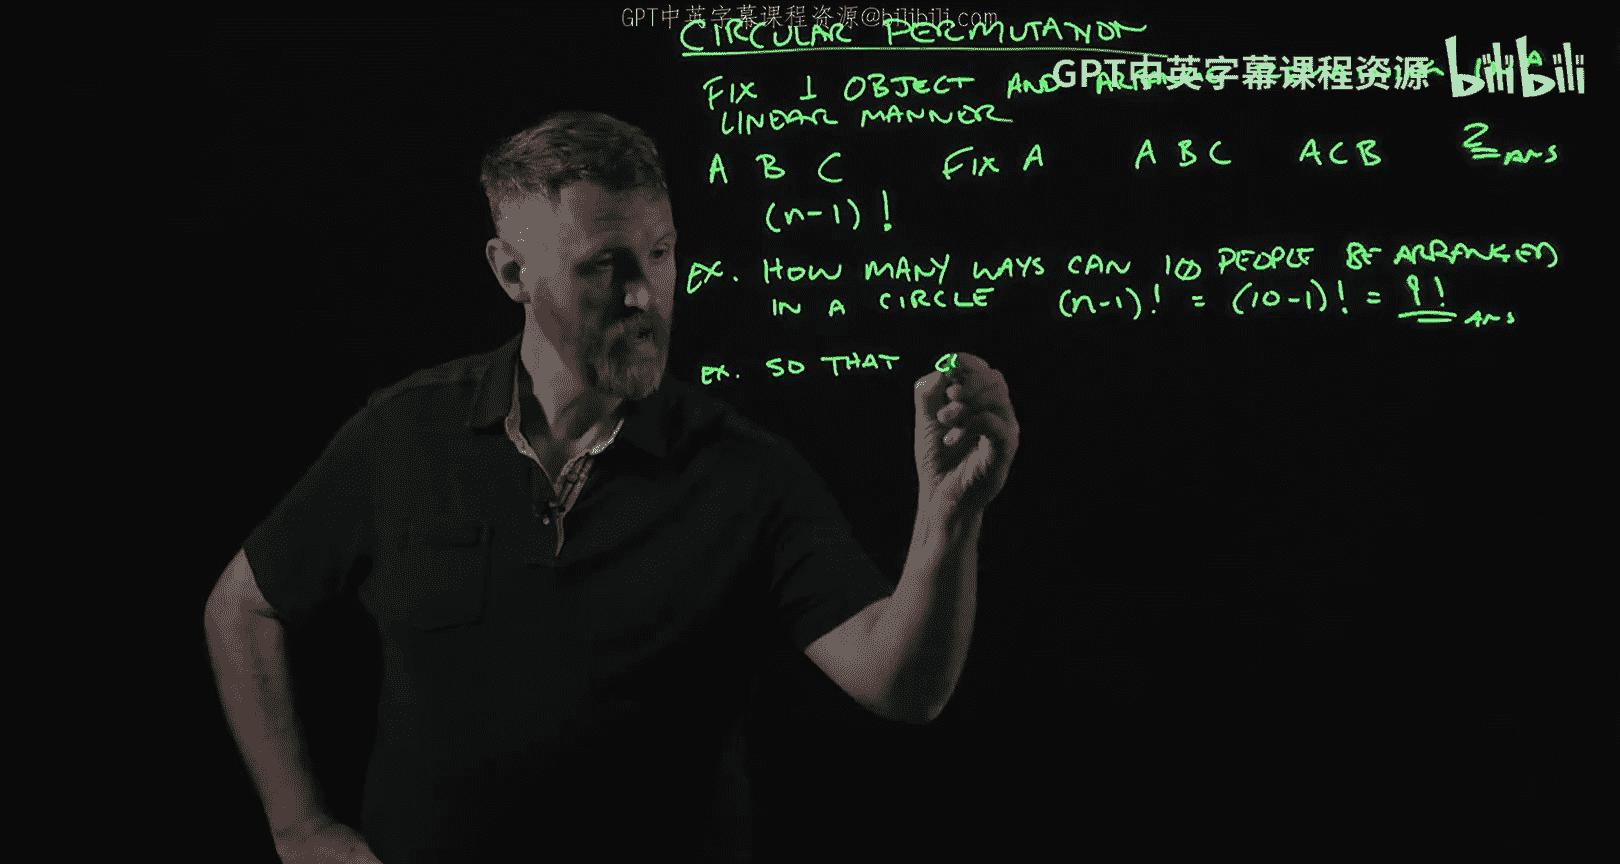 GPT中英字幕课程资源@bilibili.com
CIRCULAR PERMUTATION
GPT中英字幕课程资源 bilibili
FIX 1 OBJECT AND
LINEAR MANNER
A B C FIX A A B C A C B 2 ANS
(n-1)!
EX. HOW MANY WAYS CAN 10 PEOPLE BE ARRANGED
IN A CIRCLE (n-1)! = (10-1)! = 9! ANS
EX. SO THAT